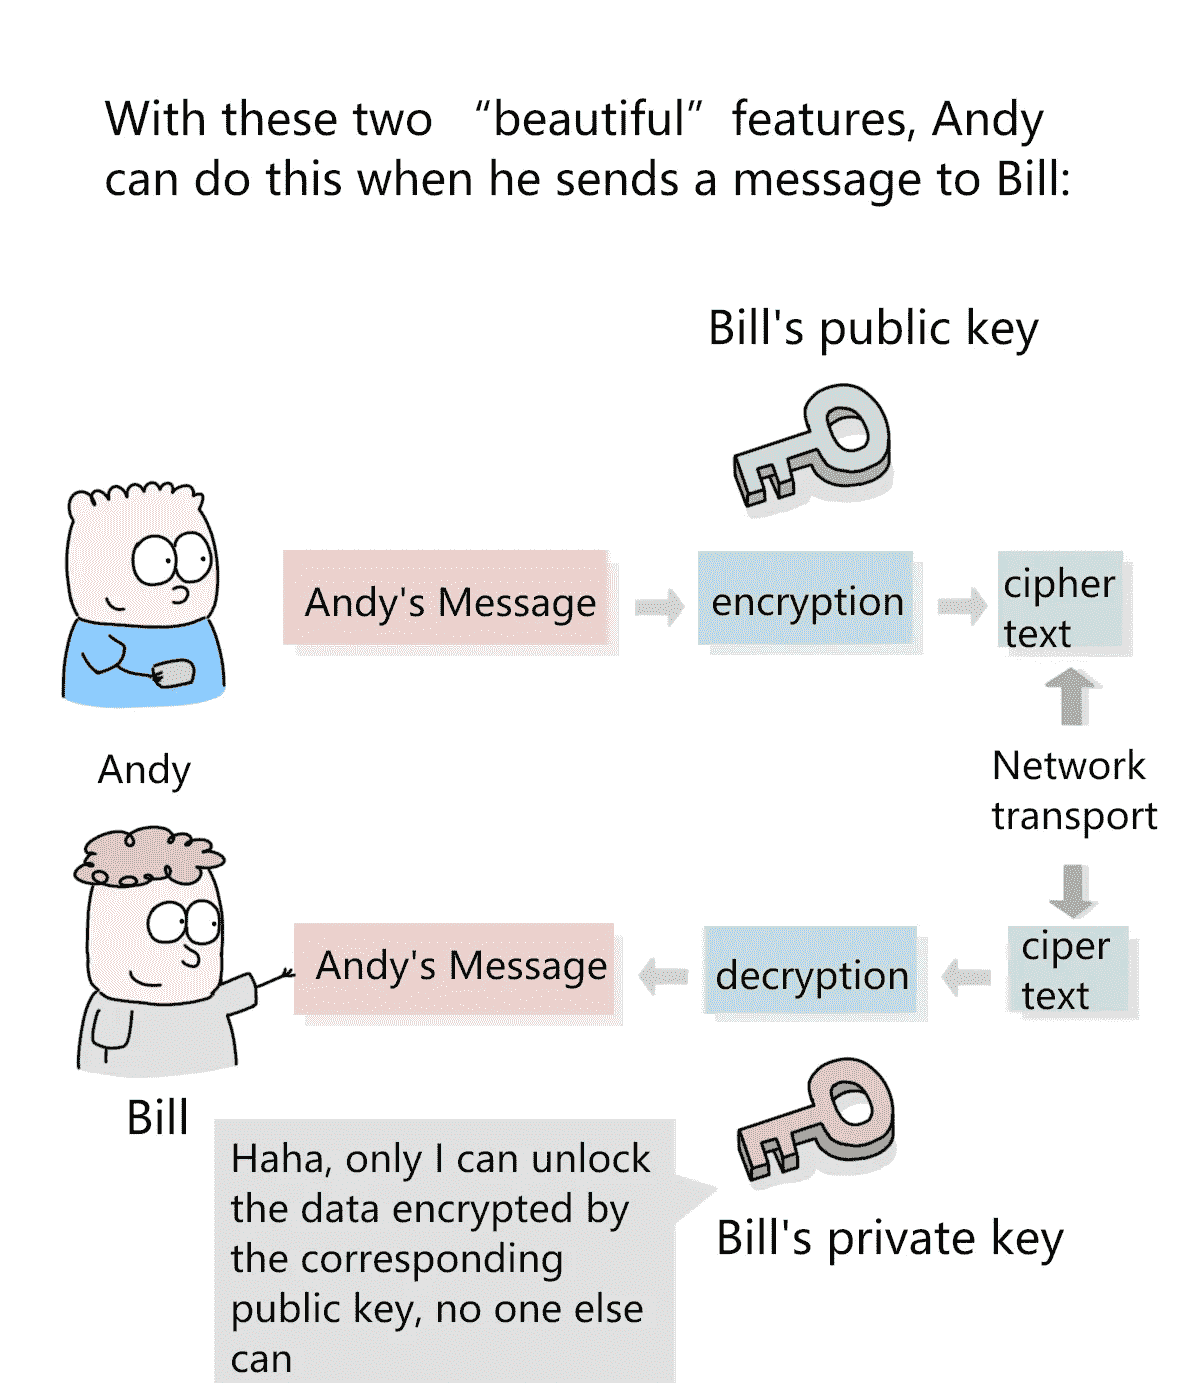 With these two “beautiful” features, Andy
can do this when he sends a message to Bill:
Bill's public key
Andy's Message
encryption
cipher
text
Andy
Network
transport
Andy's Message
decryption
ciper
text
Bill
Haha, only I can unlock
the data encrypted by
the corresponding
public key, no one else
can
Bill's private key